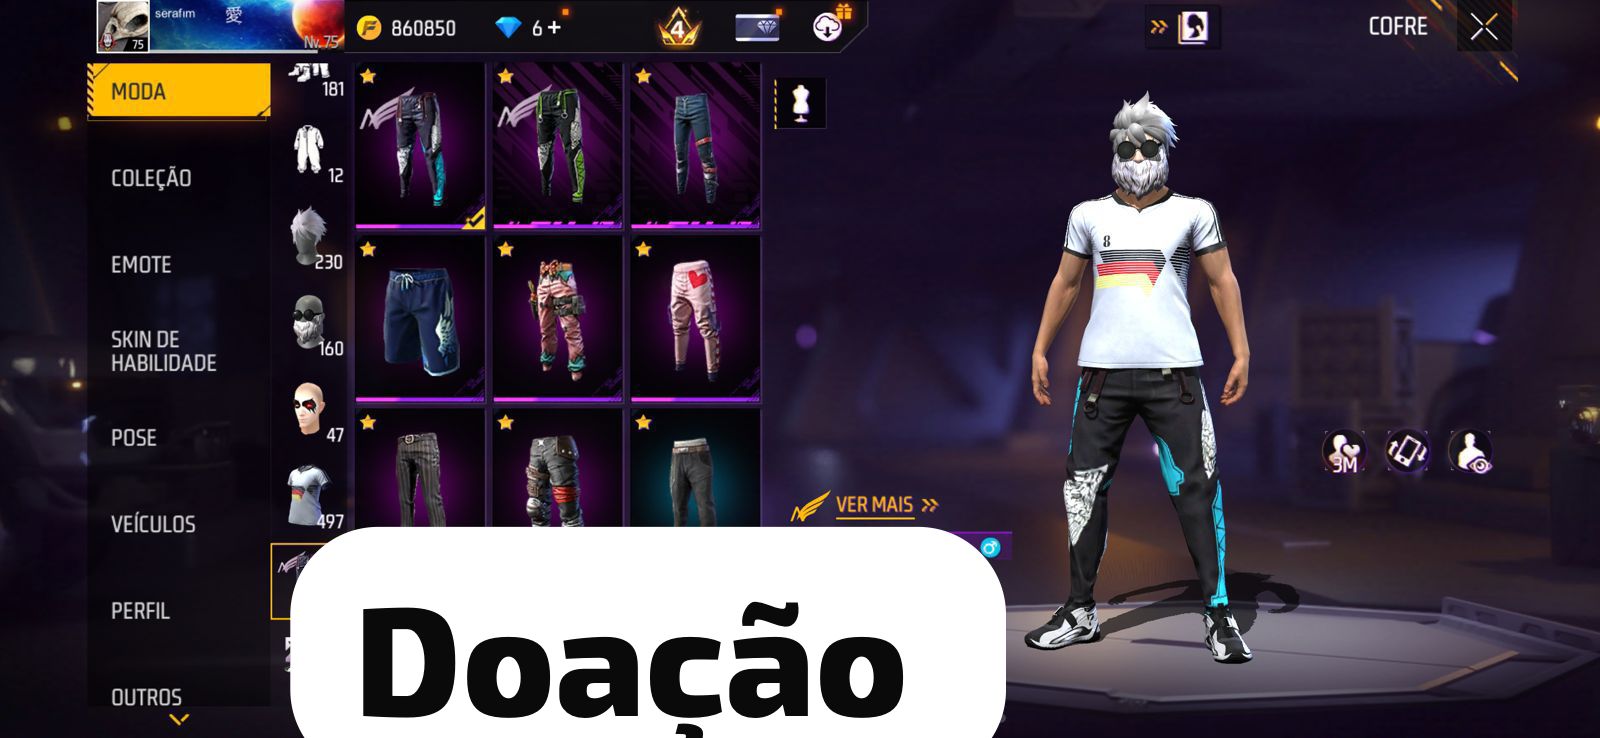 serafim 愛
75
Nv. 75
860850
6 +
4
COFRE
MODA
COLEÇÃO
EMOTE
SKIN DE
HABILIDADE
POSE
VEÍCULOS
PERFIL
OUTROS
181
12
230
160
47
497
8
3M
VER MAIS
Doação